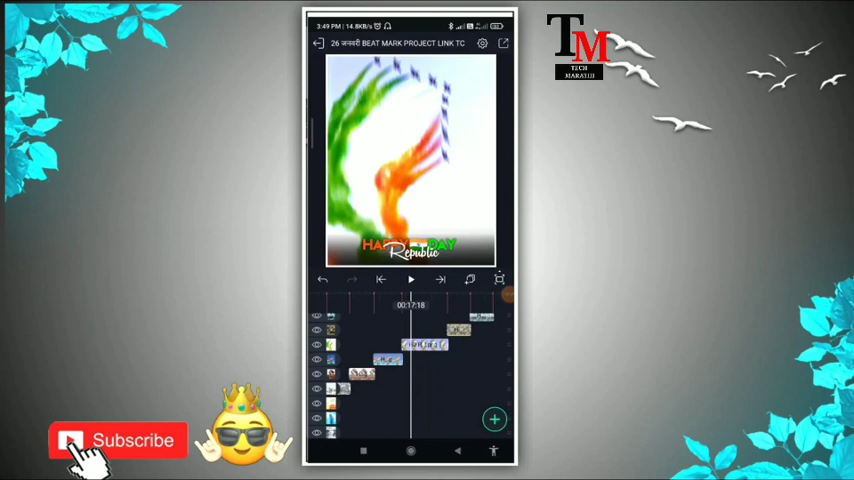 3:49 PM | 14.8KB/s
26 जनवरी BEAT MARK PROJECT LINK TC
TM
TECH
MARATHI
HAPPY DAY
Republic
00:17:18
Subscribe